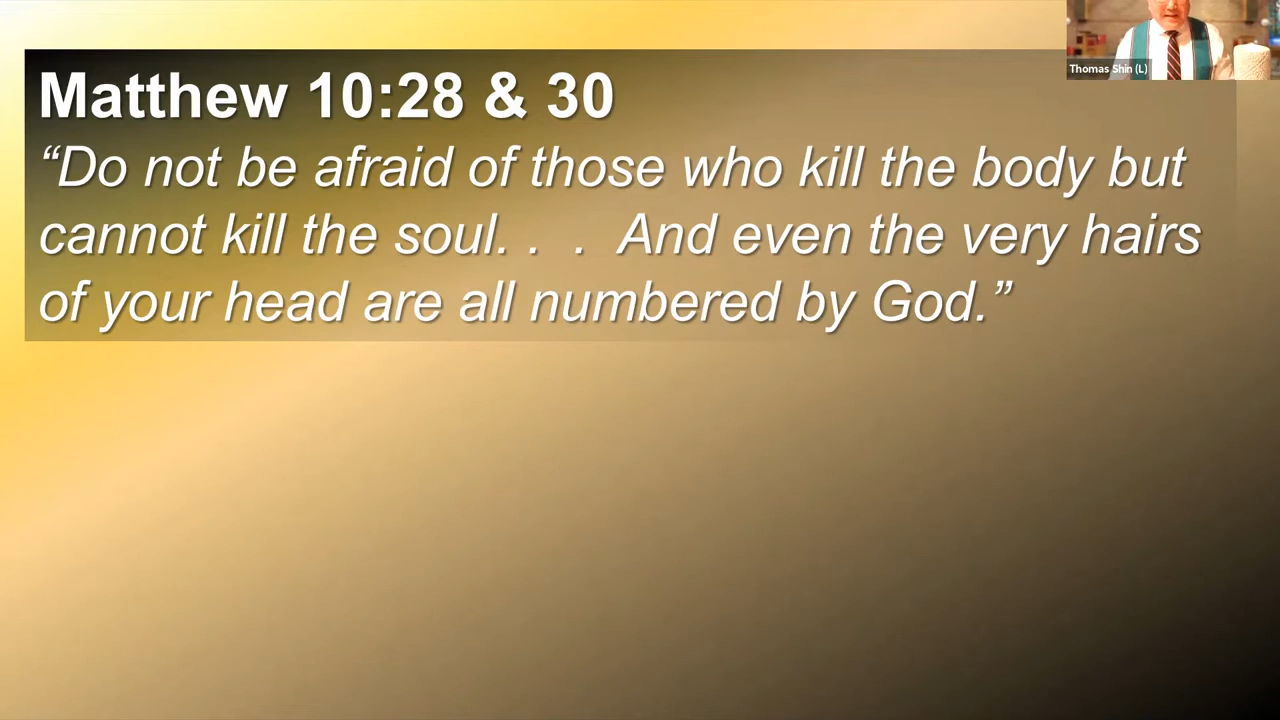 Thomas Shin (L)
Matthew 10:28 & 30
“Do not be afraid of those who kill the body but
cannot kill the soul. . . And even the very hairs
of your head are all numbered by God.”